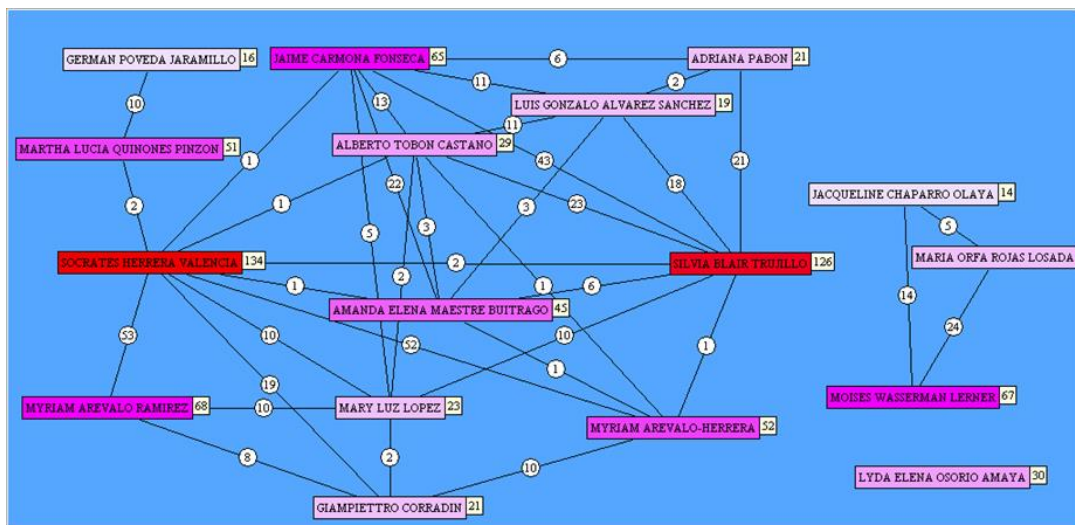 GERMAN POVEDA JARAMILLO 16
JAIME CARMONA FONSECA 65
6
ADRIANA PABON 21
11
2
10
13
LUIS GONZALO ALVAREZ SANCHEZ 19
11
MARTHA LUCIA QUINONES PINZON 51
ALBERTO TOBON CASTANO 29
1
43
21
22
18
JACQUELINE CHAPARRO OLAYA 14
2
1
3
23
5
5
3
MARIA ORFA ROJAS LOSADA
SOCRATES HERRERA VALENCIA 134
2
SILVIA BLAIR TRUJILLO 126
2
1
1
6
14
AMANDA ELENA MAESTRE BUITRAGO 45
24
53
10
52
10
1
1
19
MYRIAM AREVALO RAMIREZ 68
10
MARY LUZ LOPEZ 23
MOISES WASSERMAN LERNER 67
MYRIAM AREVALO-HERRERA 52
8
2
10
LYDA ELENA OSORIO AMAYA 30
GIAMPIETTRO CORRADIN 21